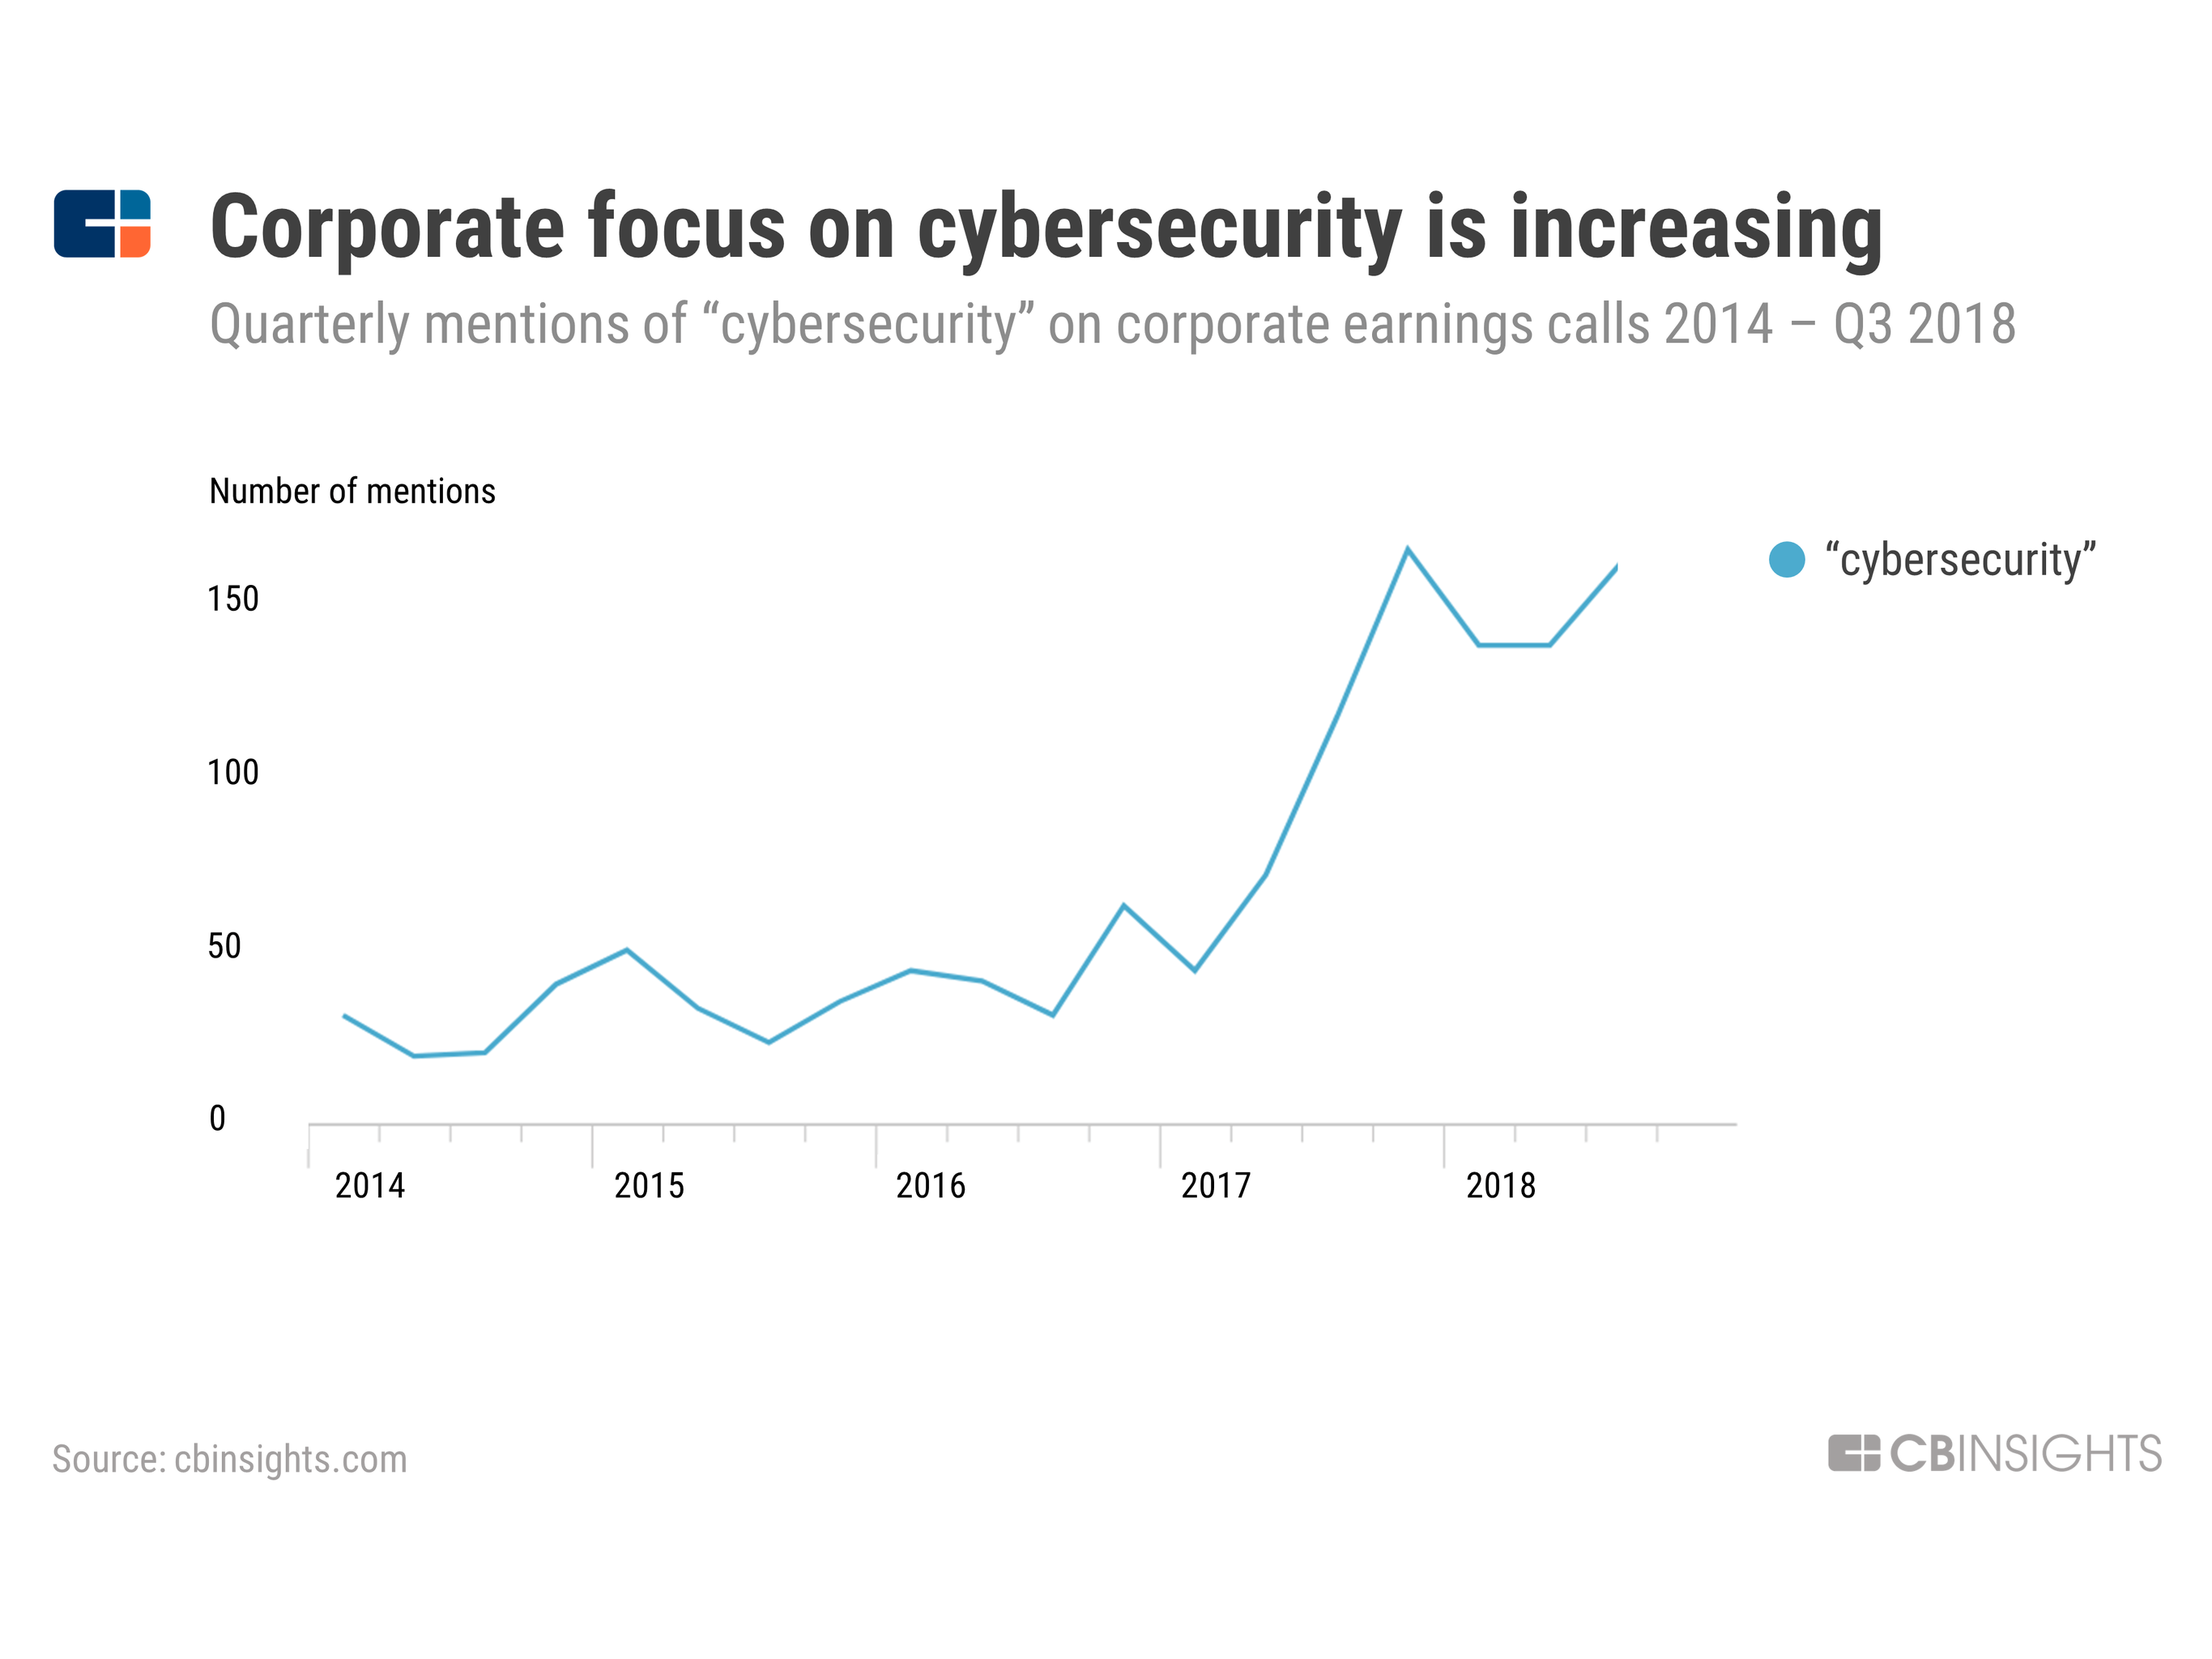 Corporate focus on cybersecurity is increasing
Quarterly mentions of “cybersecurity” on corporate earnings calls 2014 – Q3 2018
Number of mentions
“cybersecurity”
150
100
50
0
2014 2015 2016 2017 2018
Source: cbinsights.com
CBINSIGHTS